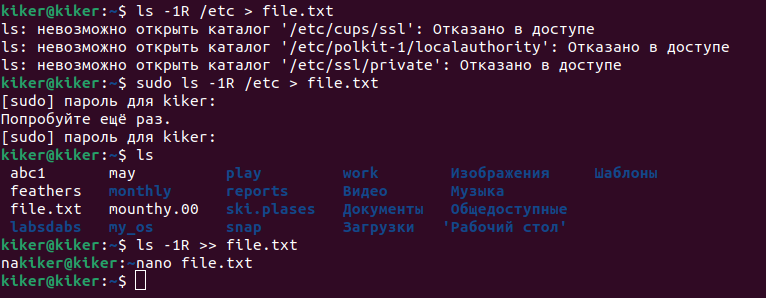 kiker@kiker:~$ ls -1R /etc > file.txt
ls: невозможно открыть каталог '/etc/cups/ssl': Отказано в доступе
ls: невозможно открыть каталог '/etc/polkit-1/localauthority': Отказано в доступе
ls: невозможно открыть каталог '/etc/ssl/private': Отказано в доступе
kiker@kiker:~$ sudo ls -1R /etc > file.txt
[sudo] пароль для kiker:
Попробуйте ещё раз.
[sudo] пароль для kiker:
kiker@kiker:~$ ls
abc1 may play work Изображения Шаблоны
feathers monthly reports Видео Музыка
file.txt mounthy.00 ski.plases Документы Общедоступные
labsdabs my_os snap Загрузки 'Рабочий стол'
kiker@kiker:~$ ls -1R >> file.txt
nakiker@kiker:~nano file.txt
kiker@kiker:~$